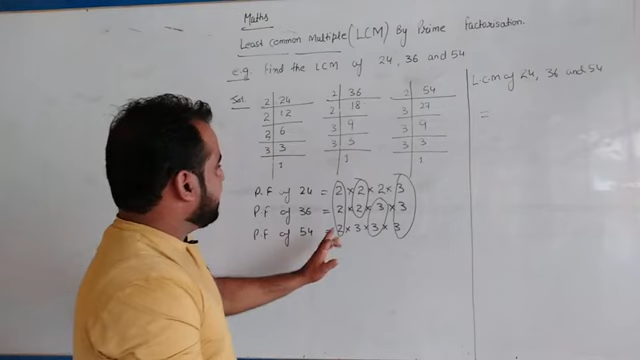 Maths
Least Common Multiple (LCM) By Prime Factorisation.
e.g. Find the LCM of 24, 36 and 54
Sol.
2 | 24
2 | 12
2 | 6
3 | 3
1
2 | 36
2 | 18
3 | 9
3 | 3
1
2 | 54
3 | 27
3 | 9
3 | 3
1
P.F of 24 = 2 × 2 × 2 × 3
P.F of 36 = 2 × 2 × 3 × 3
P.F of 54 = 2 × 3 × 3 × 3
L.C.M of 24, 36 and 54
=